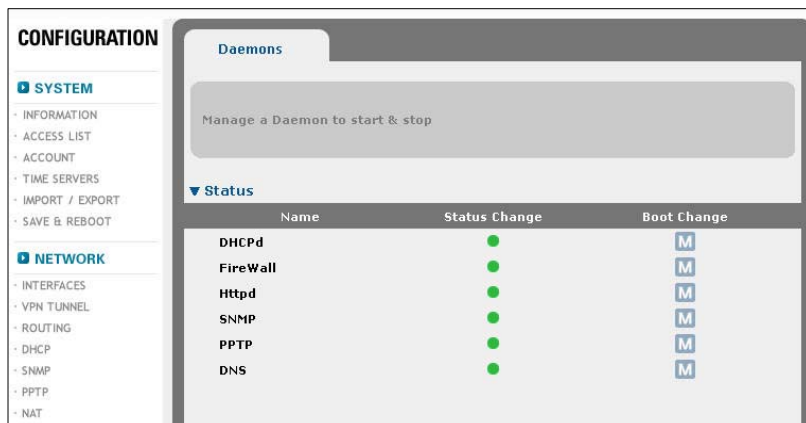 CONFIGURATION
SYSTEM
· INFORMATION
· ACCESS LIST
· ACCOUNT
· TIME SERVERS
· IMPORT / EXPORT
· SAVE & REBOOT
NETWORK
· INTERFACES
· VPN TUNNEL
· ROUTING
· DHCP
· SNMP
· PPTP
· NAT
Daemons
Manage a Daemon to start & stop
Status
Name Status Change Boot Change
DHCPd M
FireWall M
Httpd M
SNMP M
PPTP M
DNS M